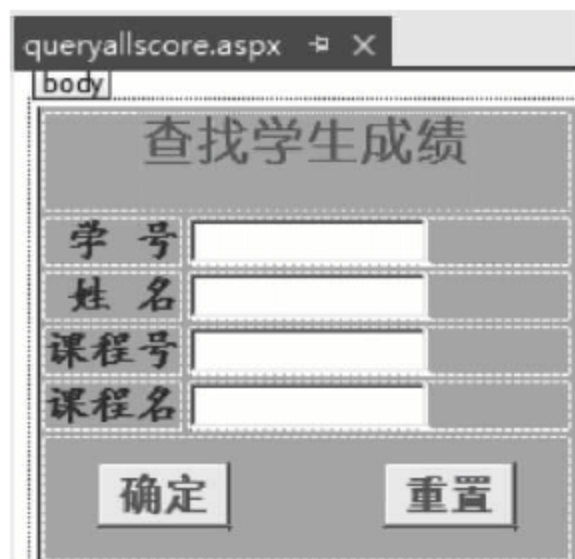 queryallscore.aspx
body
查找学生成绩
学 号
姓 名
课程号
课程名
确定 重置